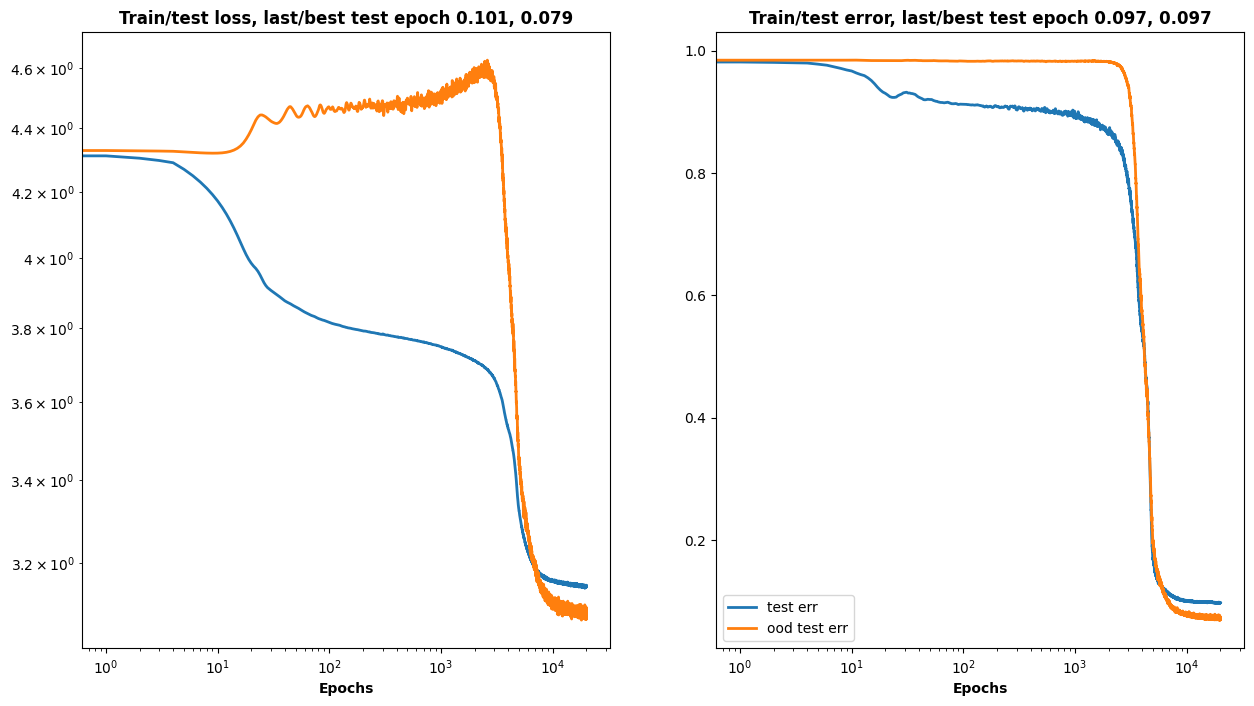 Train/test loss, last/best test epoch 0.101, 0.079
4.6 × 10⁰
4.4 × 10⁰
4.2 × 10⁰
4 × 10⁰
3.8 × 10⁰
3.6 × 10⁰
3.4 × 10⁰
3.2 × 10⁰
10⁰ 10¹ 10² 10³ 10⁴
Epochs
Train/test error, last/best test epoch 0.097, 0.097
1.0
0.8
0.6
0.4
0.2
test err
ood test err
10⁰ 10¹ 10² 10³ 10⁴
Epochs